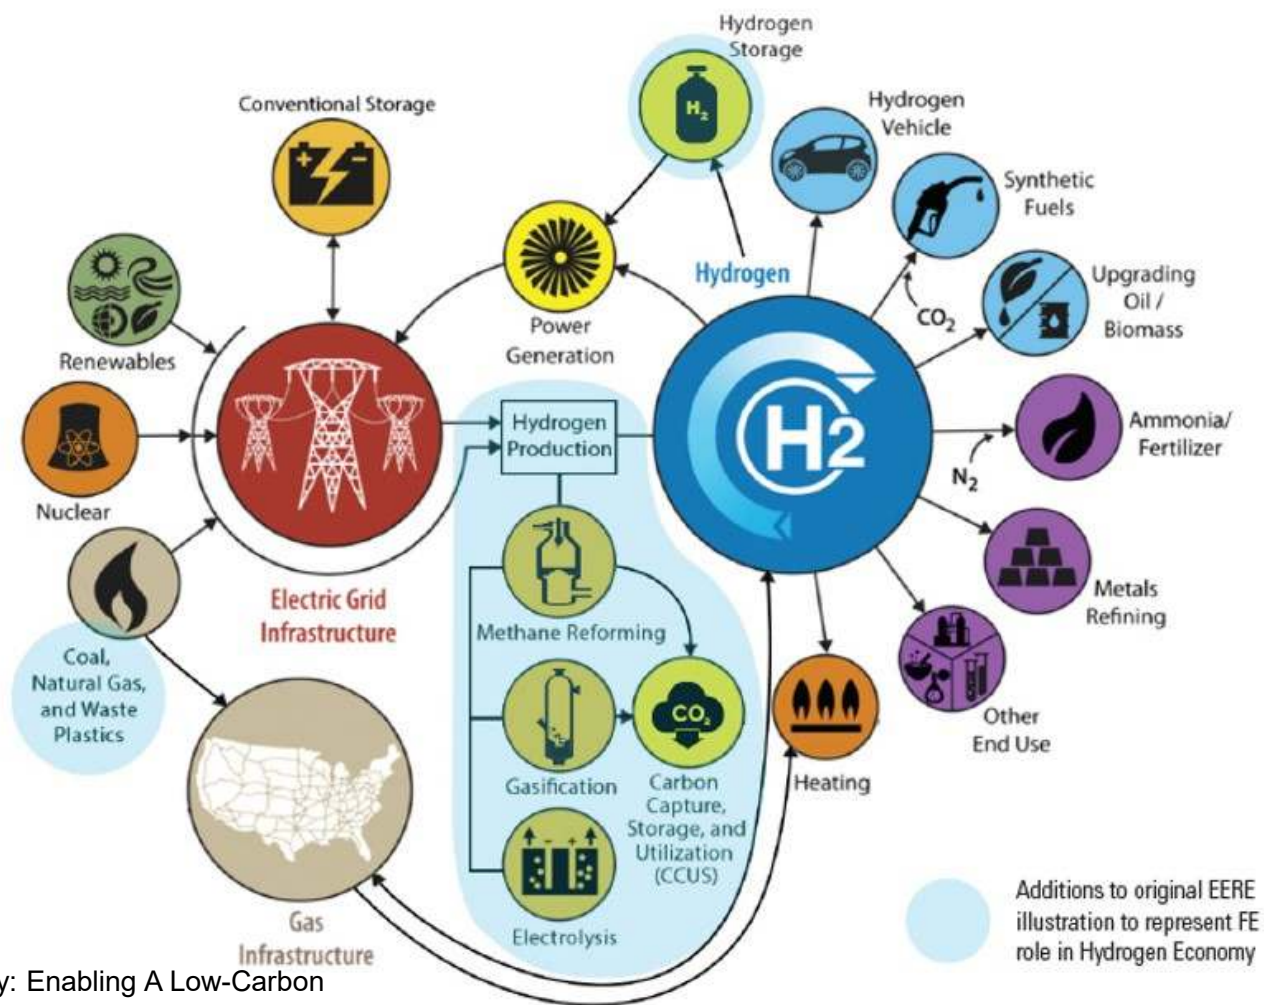 Hydrogen
Storage
H2
Conventional Storage
+ -
Hydrogen
Vehicle
Synthetic
Fuels
Upgrading
Oil /
Biomass
CO2
Hydrogen
Power
Generation
Renewables
Nuclear
Hydrogen
Production
H2
Ammonia/
Fertilizer
N2
Metals
Refining
Other
End Use
Heating
Electric Grid
Infrastructure
Coal,
Natural Gas,
and Waste
Plastics
Methane Reforming
Gasification
CO2
Carbon
Capture,
Storage, and
Utilization
(CCUS)
- +
Electrolysis
Gas
Infrastructure
Additions to original EERE
illustration to represent FE
role in Hydrogen Economy
y: Enabling A Low-Carbon